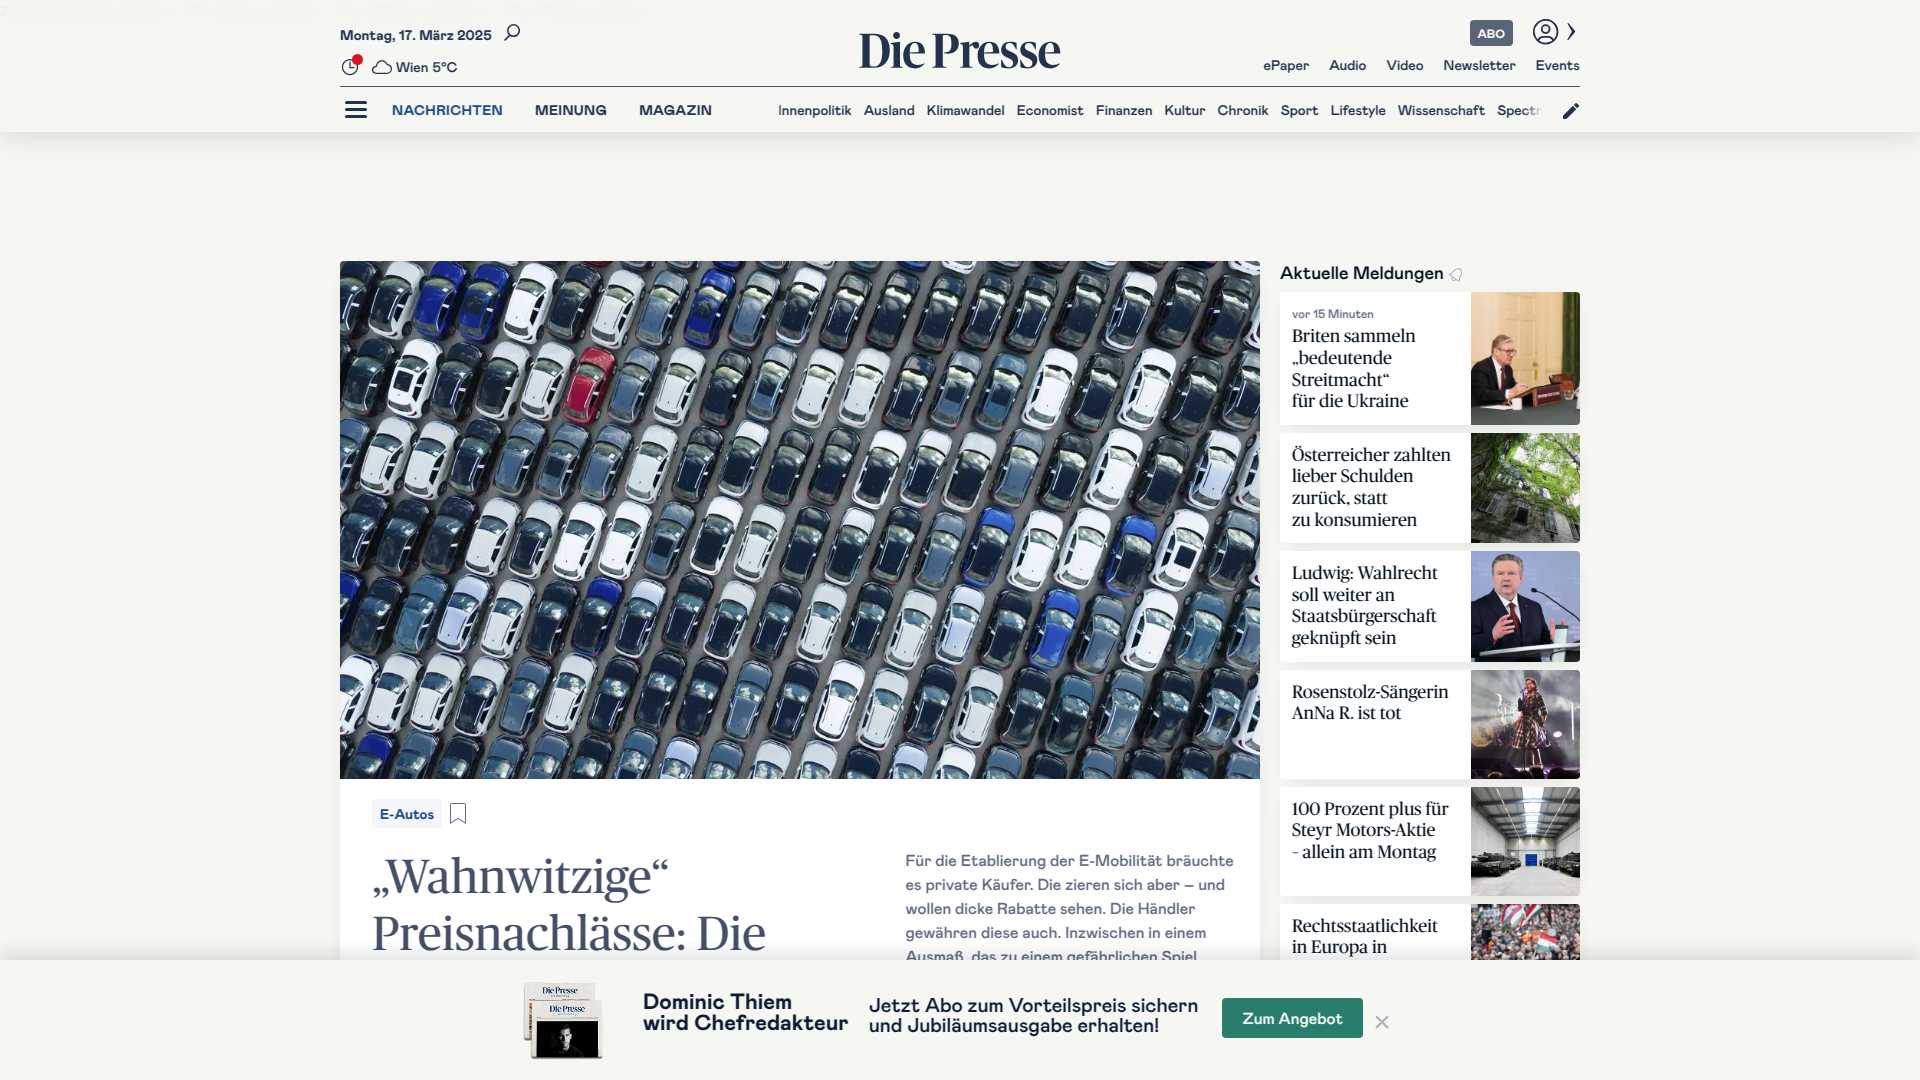 Montag, 17. März 2025
Wien 5°C
Die Presse
ABO
ePaper Audio Video Newsletter Events
NACHRICHTEN MEINUNG MAGAZIN
Innenpolitik Ausland Klimawandel Economist Finanzen Kultur Chronik Sport Lifestyle Wissenschaft Spectr
Aktuelle Meldungen
vor 15 Minuten
Briten sammeln
„bedeutende
Streitmacht“
für die Ukraine
Österreicher zahlten
lieber Schulden
zurück, statt
zu konsumieren
Ludwig: Wahlrecht
soll weiter an
Staatsbürgerschaft
geknüpft sein
Rosenstolz-Sängerin
AnNa R. ist tot
100 Prozent plus für
Steyr Motors-Aktie
– allein am Montag
Rechtsstaatlichkeit
in Europa in
E-Autos
„Wahnwitzige“
Preisnachlässe: Die
Für die Etablierung der E-Mobilität bräuchte
es private Käufer. Die zieren sich aber – und
wollen dicke Rabatte sehen. Die Händler
gewähren diese auch. Inzwischen in einem
Ausmaß, das zu einem gefährlichen Spiel
Die Presse
Die Presse
Dominic Thiem
wird Chefredakteur
Jetzt Abo zum Vorteilspreis sichern
und Jubiläumsausgabe erhalten!
Zum Angebot